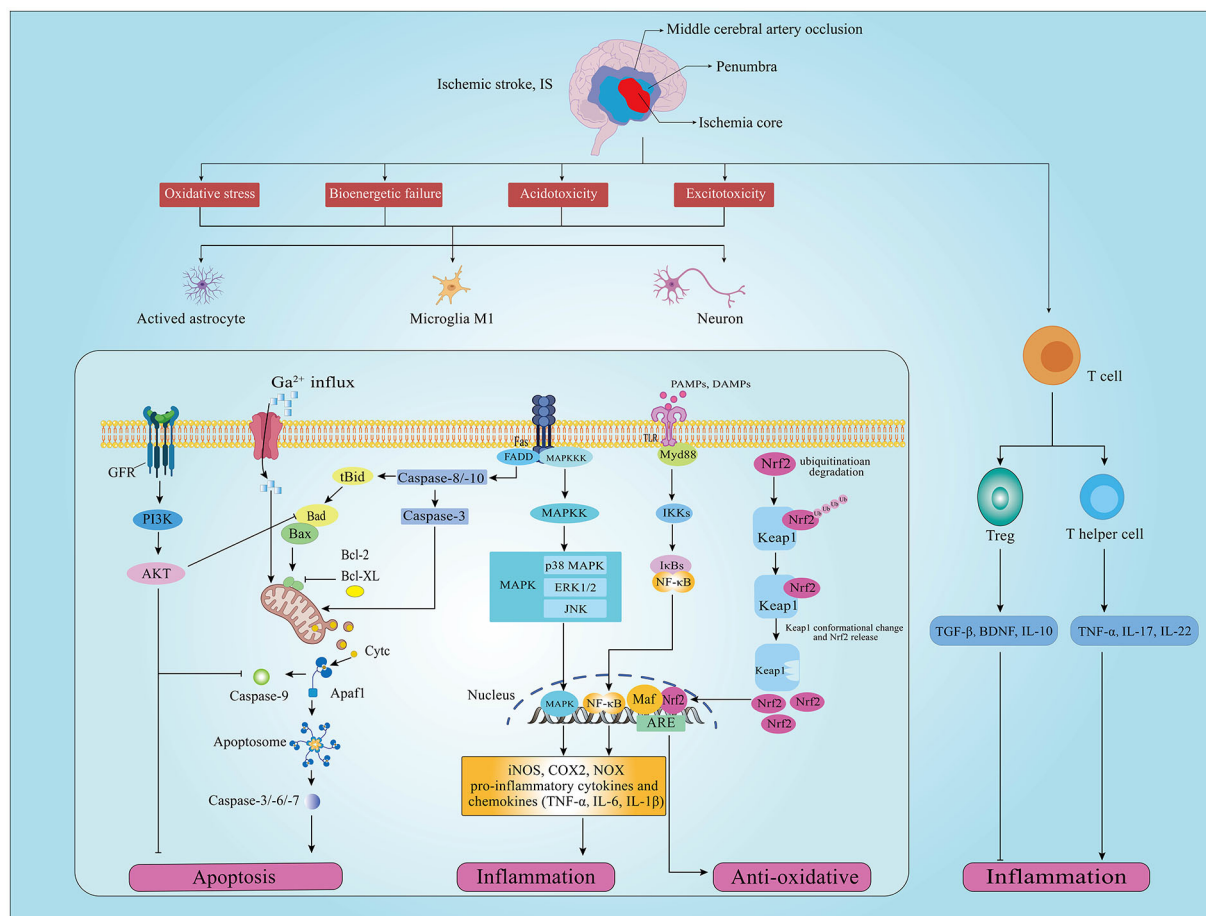 Middle cerebral artery occlusion
Penumbra
Ischemic stroke, IS
Ischemia core
Oxidative stress
Bioenergetic failure
Acidotoxicity
Excitotoxicity
Actived astrocyte
Microglia M1
Neuron
T cell
Treg
T helper cell
TGF-β, BDNF, IL-10
TNF-α, IL-17, IL-22
Inflammation
Ga²⁺ influx
PAMPs, DAMPs
GFR
Fas
TLR
FADD
MAPKKK
Myd88
Nrf2
ubiquitinatioan
degradation
tBid
Caspase-8/-10
PI3K
Bad
Caspase-3
MAPKK
IKKs
Nrf2
Ub
Ub
Ub
Ub
Keap1
Bax
AKT
Bcl-2
Bcl-XL
MAPK
p38 MAPK
ERK1/2
JNK
IκBs
NF-κB
Nrf2
Keap1
Keap1 conformational change
and Nrf2 release
Keap1
Cytc
Caspase-9
Apaf1
Nucleus
MAPK
NF-κB
Maf
Nrf2
ARE
Nrf2
Nrf2
Nrf2
Apoptosome
iNOS, COX2, NOX
pro-inflammatory cytokines and
chemokines (TNF-α, IL-6, IL-1β)
Caspase-3/-6/-7
Apoptosis
Inflammation
Anti-oxidative